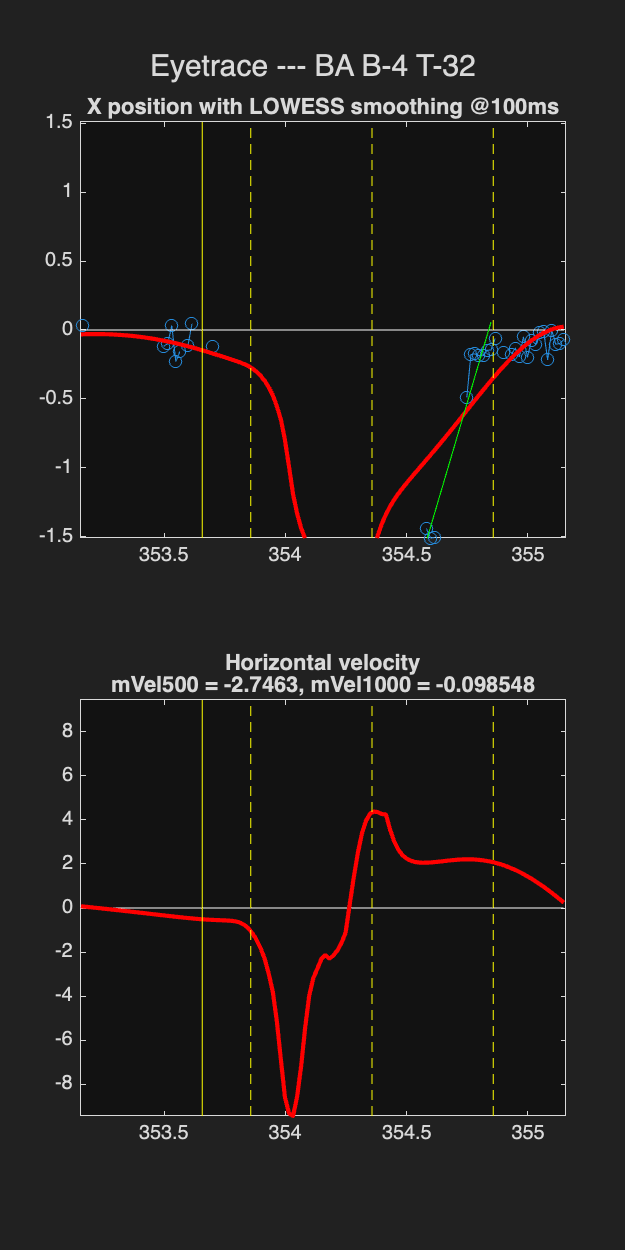 Eyetrace --- BA B-4 T-32
X position with LOWESS smoothing @100ms
1.5
1
0.5
0
-0.5
-1
-1.5
353.5 354 354.5 355
Horizontal velocity
mVel500 = -2.7463, mVel1000 = -0.098548
8
6
4
2
0
-2
-4
-6
-8
353.5 354 354.5 355